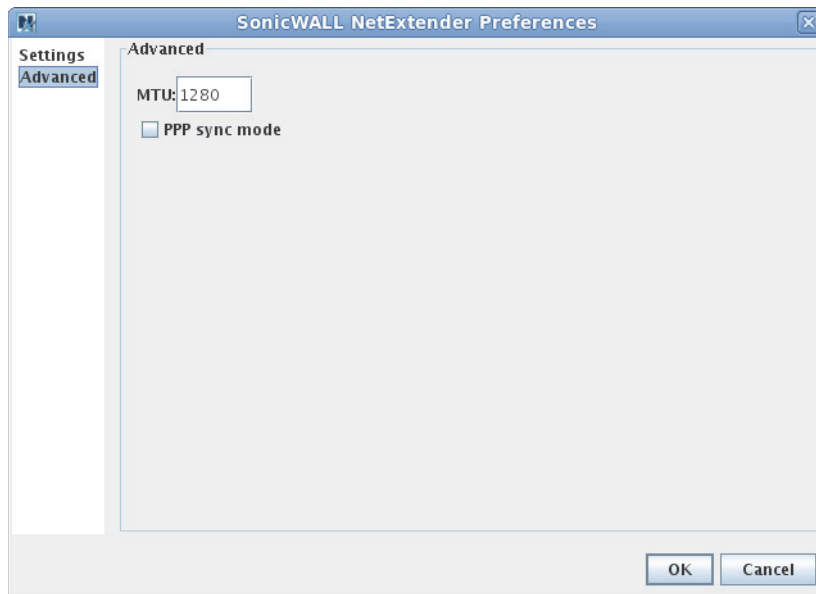 SonicWALL NetExtender Preferences
Settings
Advanced
Advanced
MTU: 1280
PPP sync mode
OK
Cancel